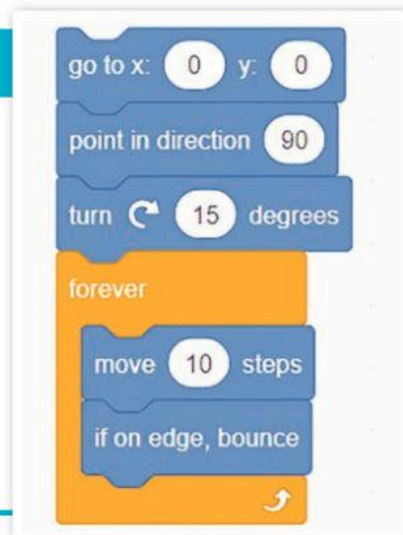 go to x: 0 y: 0
point in direction 90
turn 15 degrees
forever
move 10 steps
if on edge, bounce